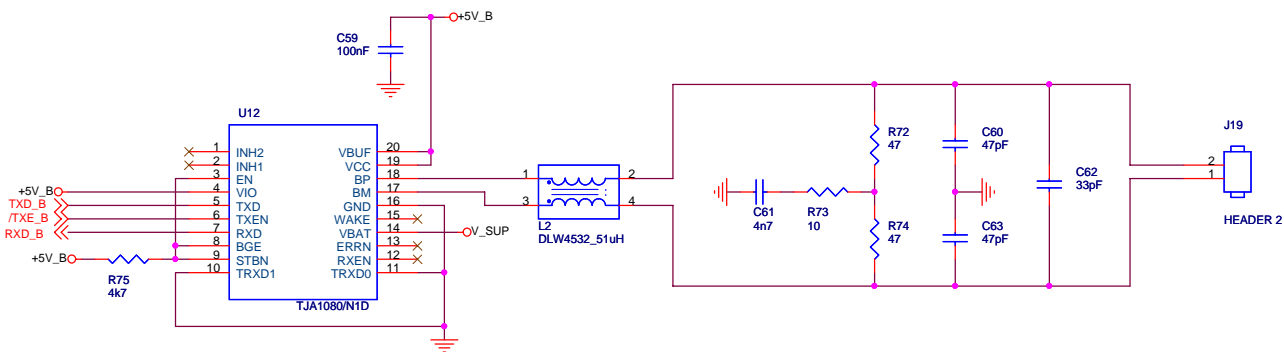 +5V_B
C59
100nF
U12
1 INH2 VBUF 20
2 INH1 VCC 19
3 EN BP 18
+5V_B 4 VIO BM 17
TXD_B 5 TXD GND 16
/TXE_B 6 TXEN WAKE 15
RXD_B 7 RXD VBAT 14 V_SUP
8 BGE ERRN 13
+5V_B 9 STBN RXEN 12
10 TRXD1 TRXD0 11
R75
4k7
TJA1080/N1D
1 2
3 4
L2
DLW4532_51uH
C61
4n7
R73
10
R72
47
R74
47
C60
47pF
C63
47pF
C62
33pF
J19
2
1
HEADER 2